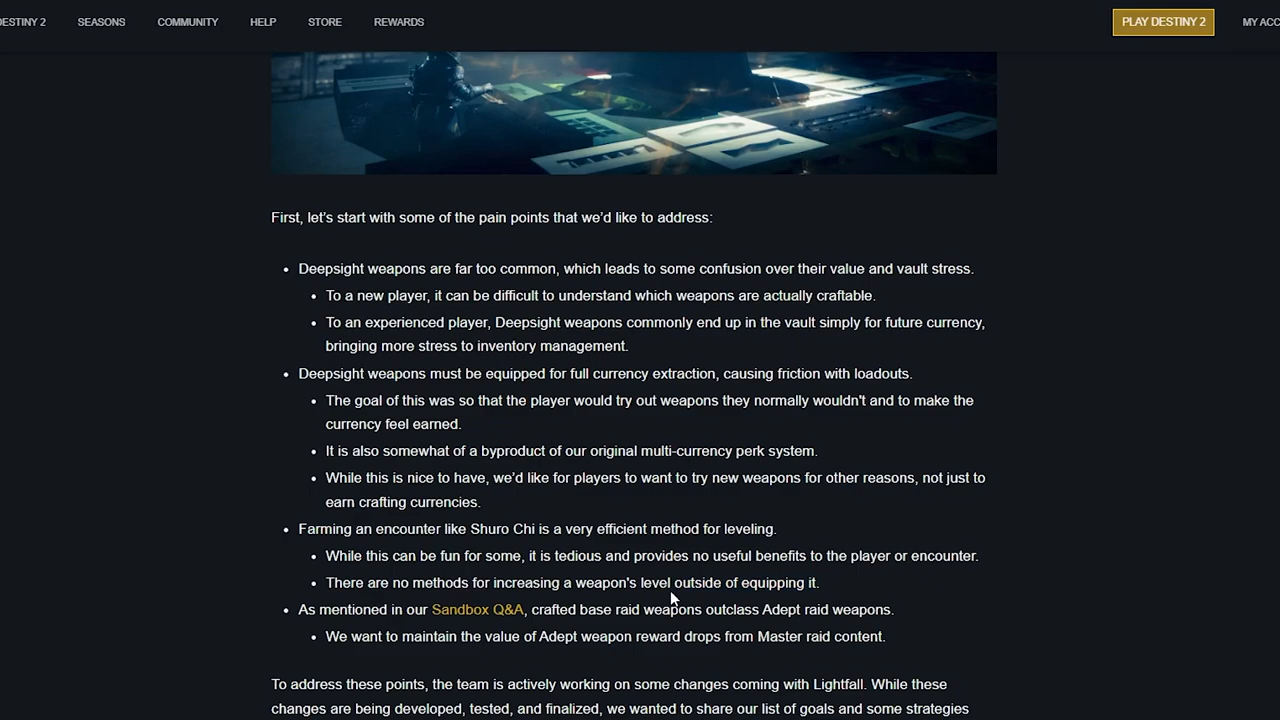 DESTINY 2 SEASONS COMMUNITY HELP STORE REWARDS PLAY DESTINY 2 MY ACC
First, let's start with some of the pain points that we'd like to address:
• Deepsight weapons are far too common, which leads to some confusion over their value and vault stress.
• To a new player, it can be difficult to understand which weapons are actually craftable.
• To an experienced player, Deepsight weapons commonly end up in the vault simply for future currency,
bringing more stress to inventory management.
• Deepsight weapons must be equipped for full currency extraction, causing friction with loadouts.
• The goal of this was so that the player would try out weapons they normally wouldn't and to make the
currency feel earned.
• It is also somewhat of a byproduct of our original multi-currency perk system.
• While this is nice to have, we'd like for players to want to try new weapons for other reasons, not just to
earn crafting currencies.
• Farming an encounter like Shuro Chi is a very efficient method for leveling.
• While this can be fun for some, it is tedious and provides no useful benefits to the player or encounter.
• There are no methods for increasing a weapon's level outside of equipping it.
• As mentioned in our Sandbox Q&A, crafted base raid weapons outclass Adept raid weapons.
• We want to maintain the value of Adept weapon reward drops from Master raid content.
To address these points, the team is actively working on some changes coming with Lightfall. While these
changes are being developed, tested, and finalized, we wanted to share our list of goals and some strategies